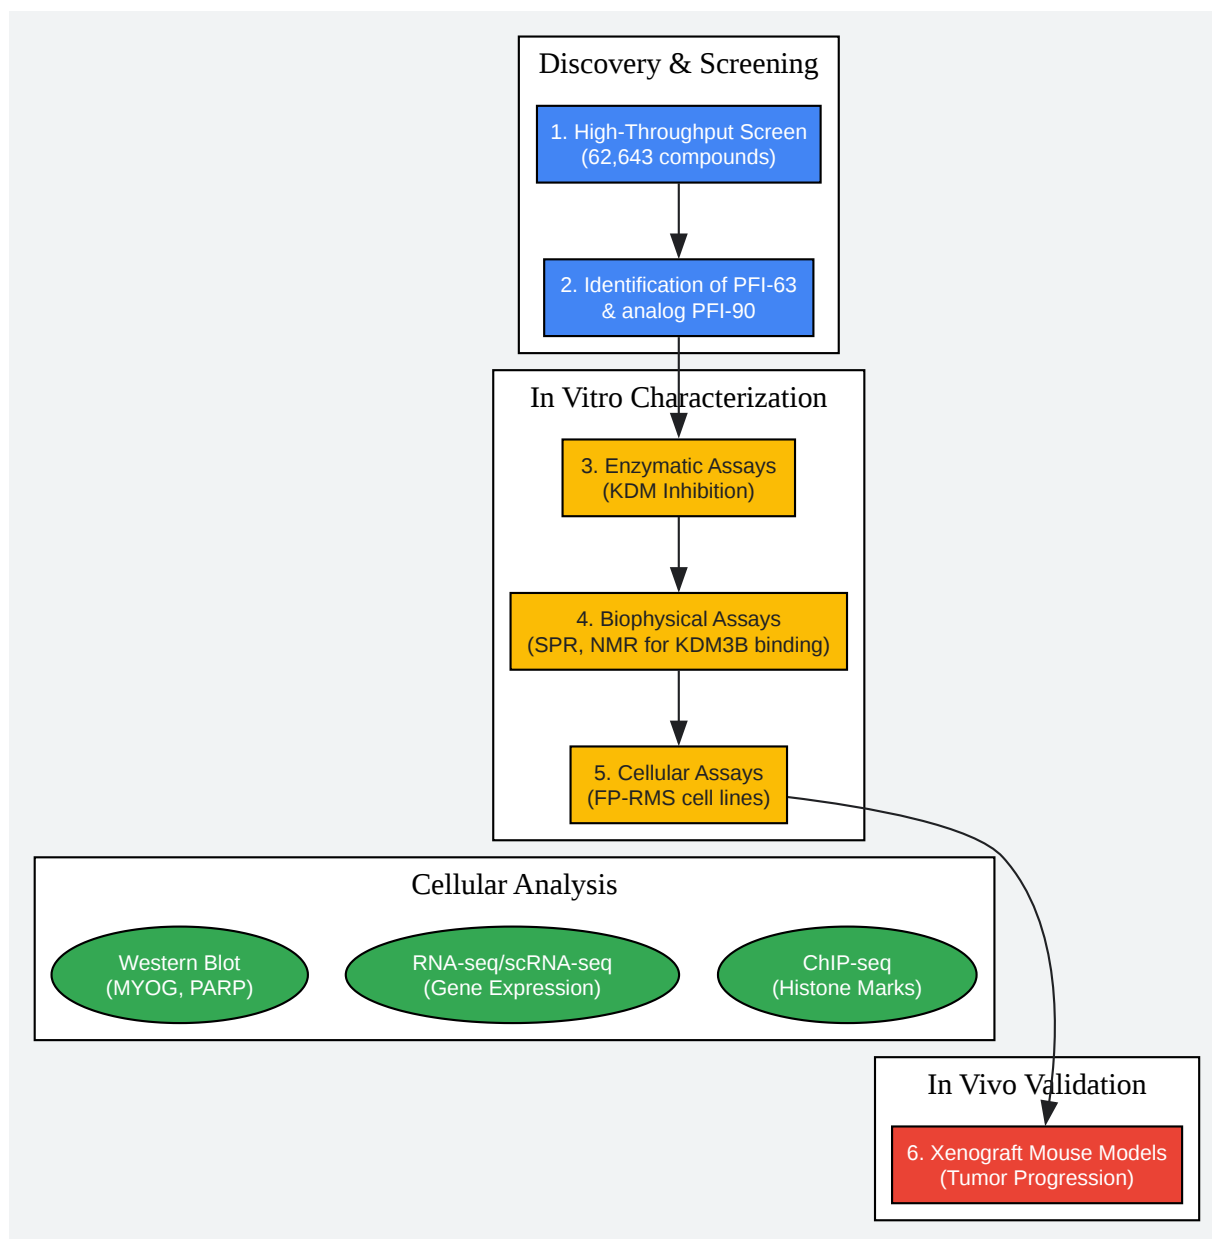 Discovery & Screening
1. High-Throughput Screen
(62,643 compounds)
2. Identification of PFI-63
& analog PFI-90
In Vitro Characterization
3. Enzymatic Assays
(KDM Inhibition)
4. Biophysical Assays
(SPR, NMR for KDM3B binding)
5. Cellular Assays
(FP-RMS cell lines)
Cellular Analysis
Western Blot
(MYOG, PARP)
RNA-seq/scRNA-seq
(Gene Expression)
ChIP-seq
(Histone Marks)
In Vivo Validation
6. Xenograft Mouse Models
(Tumor Progression)